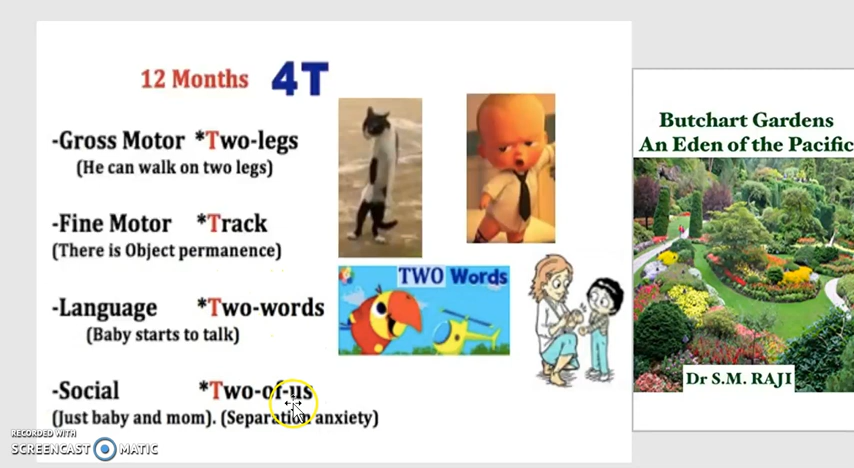 12 Months 4T
-Gross Motor *Two-legs
(He can walk on two legs)
-Fine Motor *Track
(There is Object permanence)
-Language *Two-words
(Baby starts to talk)
-Social *Two-of-us
(Just baby and mom). (Separation anxiety)
TWO Words
Butchart Gardens
An Eden of the Pacific
Dr S.M. RAJI
RECORDED WITH
SCREENCAST MATIC